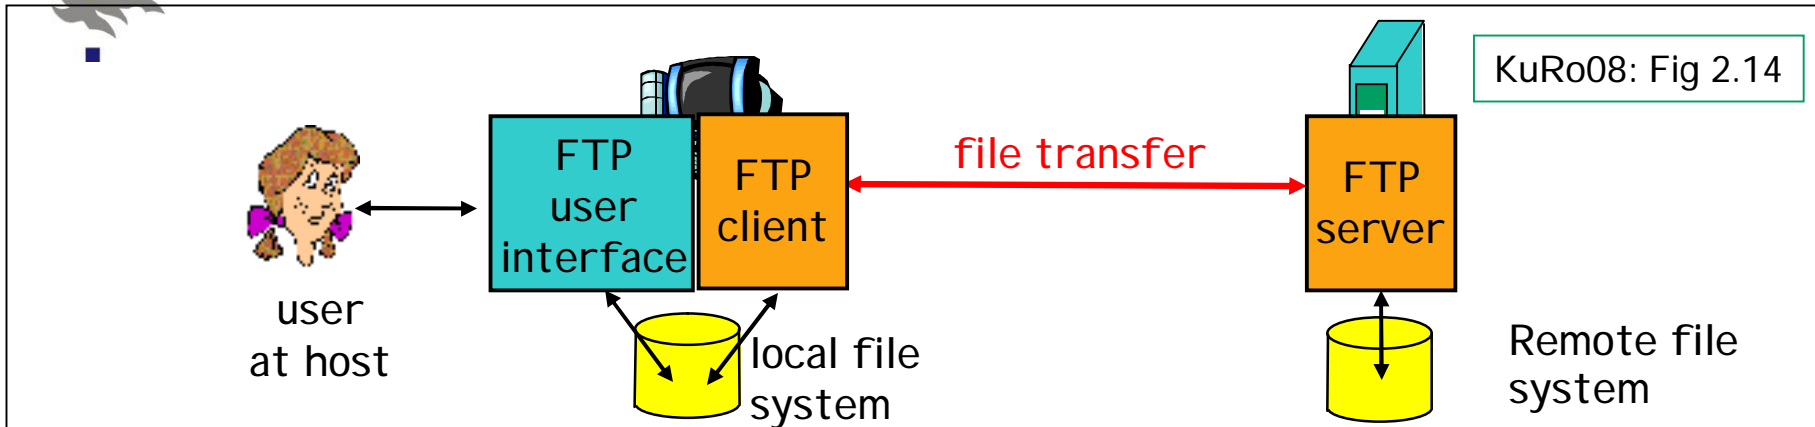 KuRo08: Fig 2.14
user
at host
FTP
user
interface
FTP
client
file transfer
FTP
server
local file
system
Remote file
system